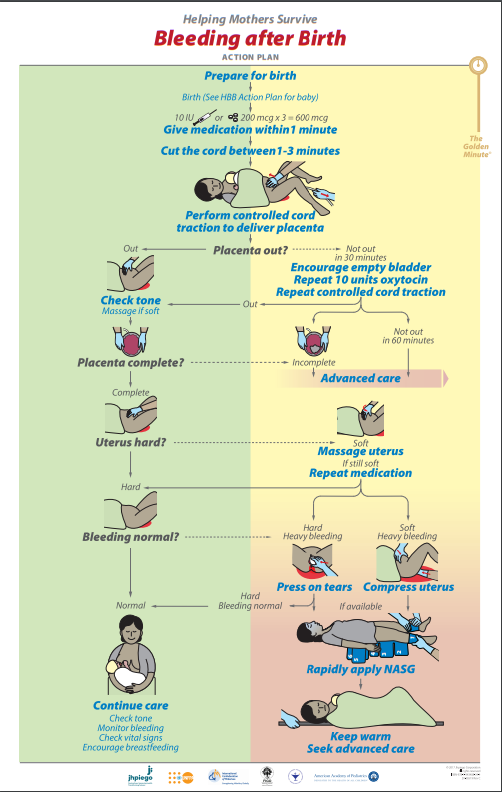 Helping Mothers Survive
Bleeding after Birth
ACTION PLAN
Prepare for birth
Birth (See HBB Action Plan for baby)
10 IU or 200 mcg x 3 = 600 mcg
Give medication within 1 minute
Cut the cord between 1-3 minutes
The
Golden
Minute
Perform controlled cord
traction to deliver placenta
Out
Placenta out?
Not out
in 30 minutes
Encourage empty bladder
Repeat 10 units oxytocin
Repeat controlled cord traction
Check tone
Massage if soft
Out
Not out
in 60 minutes
Placenta complete?
Incomplete
Advanced care
Complete
Uterus hard?
Soft
Massage uterus
If still soft
Repeat medication
Hard
Bleeding normal?
Hard
Heavy bleeding
Soft
Heavy bleeding
Press on tears
Compress uterus
Normal
Hard
Bleeding normal
If available
Rapidly apply NASG
Continue care
Check tone
Monitor bleeding
Check vital signs
Encourage breastfeeding
Keep warm
Seek advanced care
jhpiego
American Academy of Pediatrics